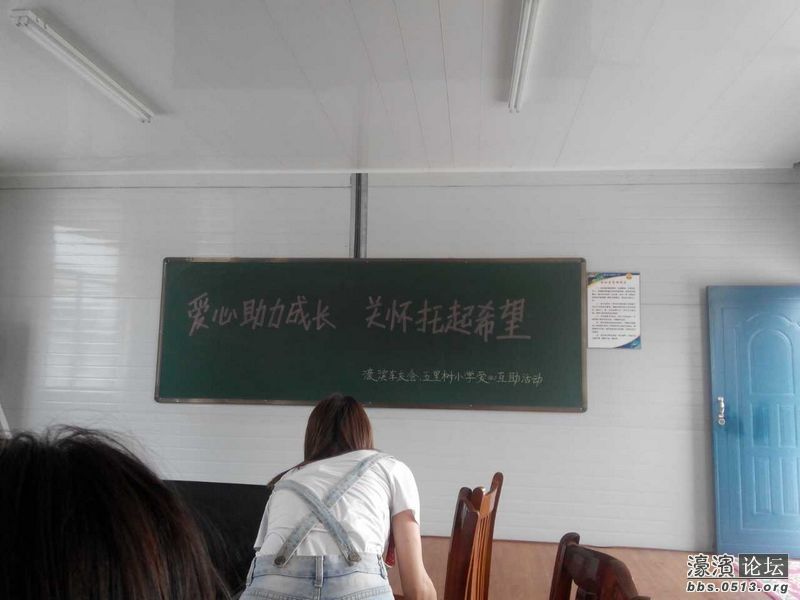 爱心助力成长 关怀托起希望
濠滨车友会、五里树小学爱心互助活动
濠滨 论坛
bbs.0513.org